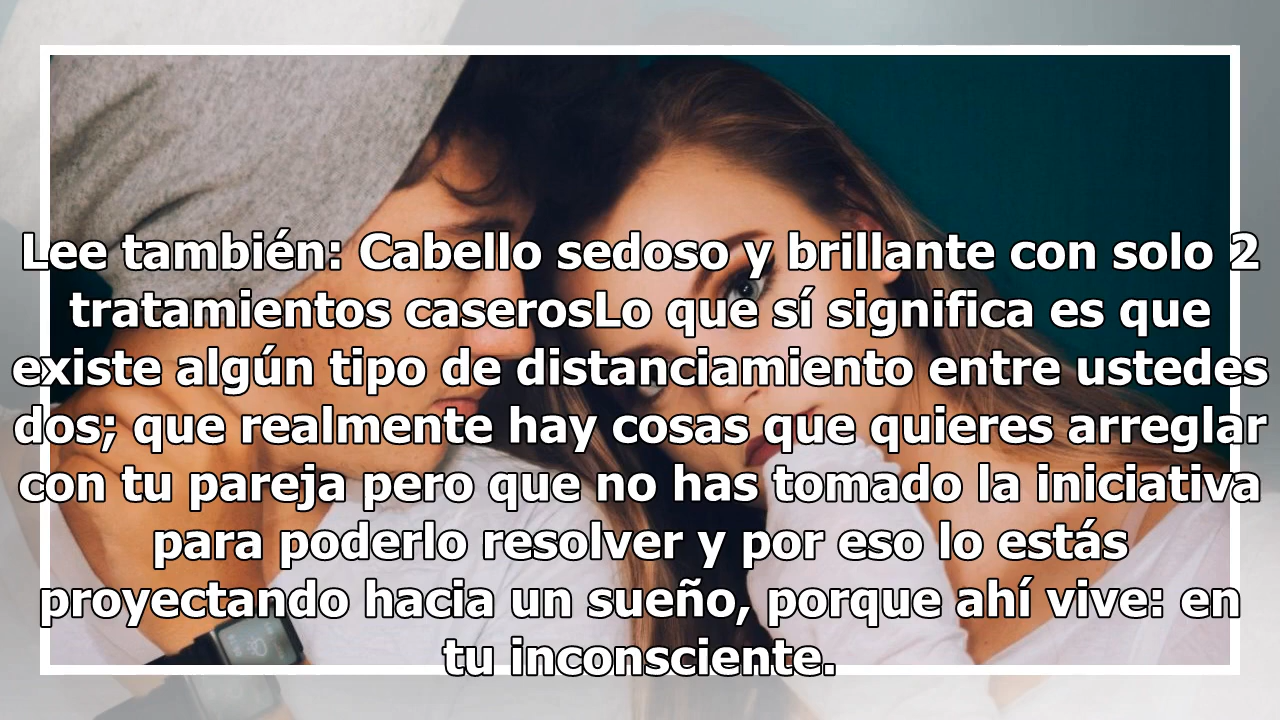 Lee también: Cabello sedoso y brillante con solo 2
tratamientos caserosLo que sí significa es que
existe algún tipo de distanciamiento entre ustedes
dos; que realmente hay cosas que quieres arreglar
con tu pareja pero que no has tomado la iniciativa
para poderlo resolver y por eso lo estás
proyectando hacia un sueño, porque ahí vive: en
tu inconsciente.